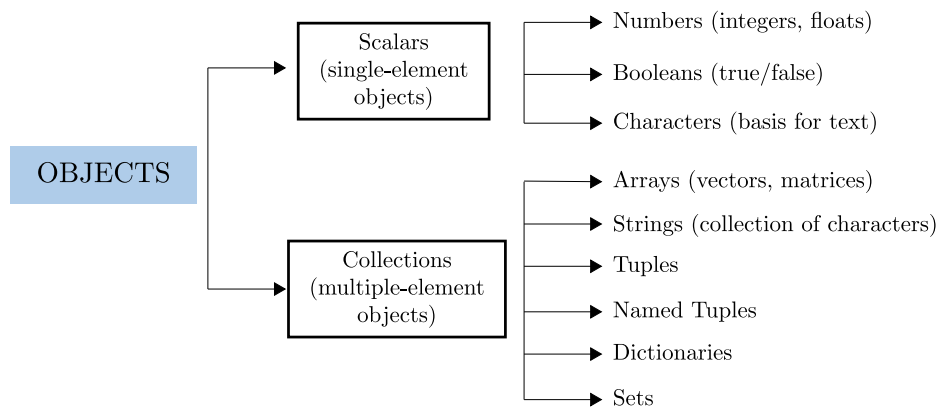 OBJECTS
Scalars
(single-element
objects)
Numbers (integers, floats)
Booleans (true/false)
Characters (basis for text)
Collections
(multiple-element
objects)
Arrays (vectors, matrices)
Strings (collection of characters)
Tuples
Named Tuples
Dictionaries
Sets